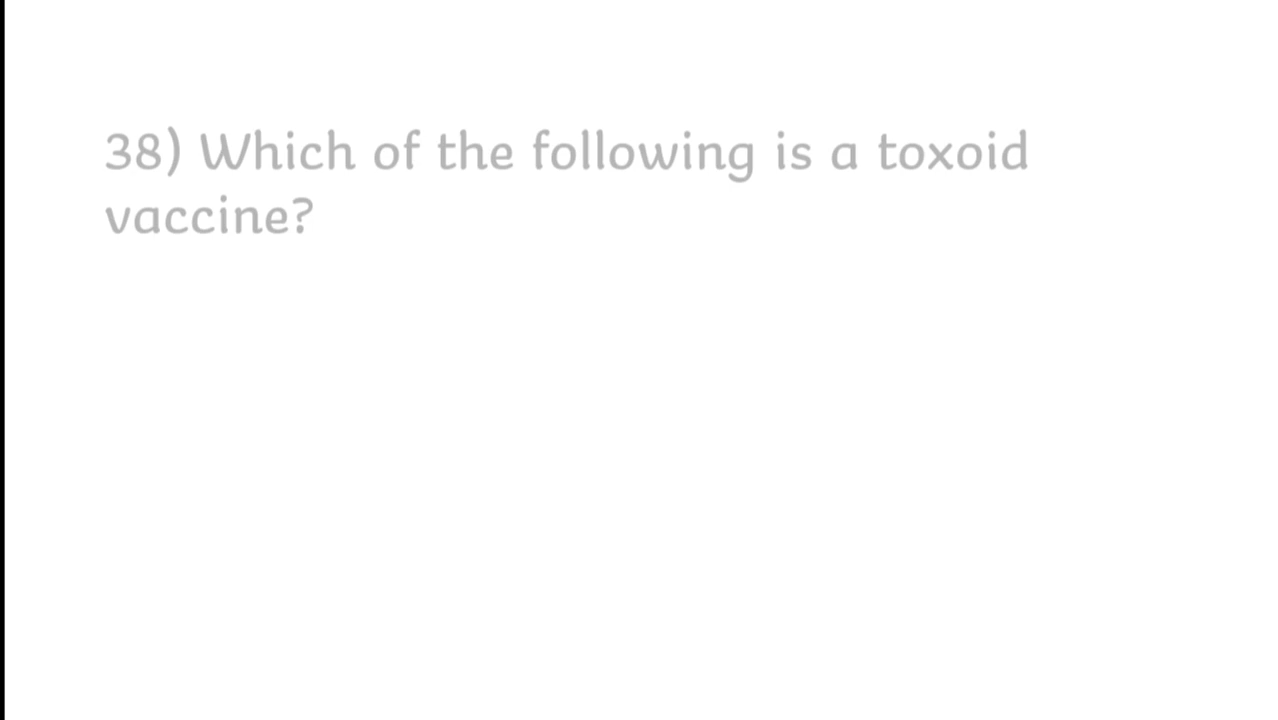 38) Which of the following is a toxoid
vaccine?